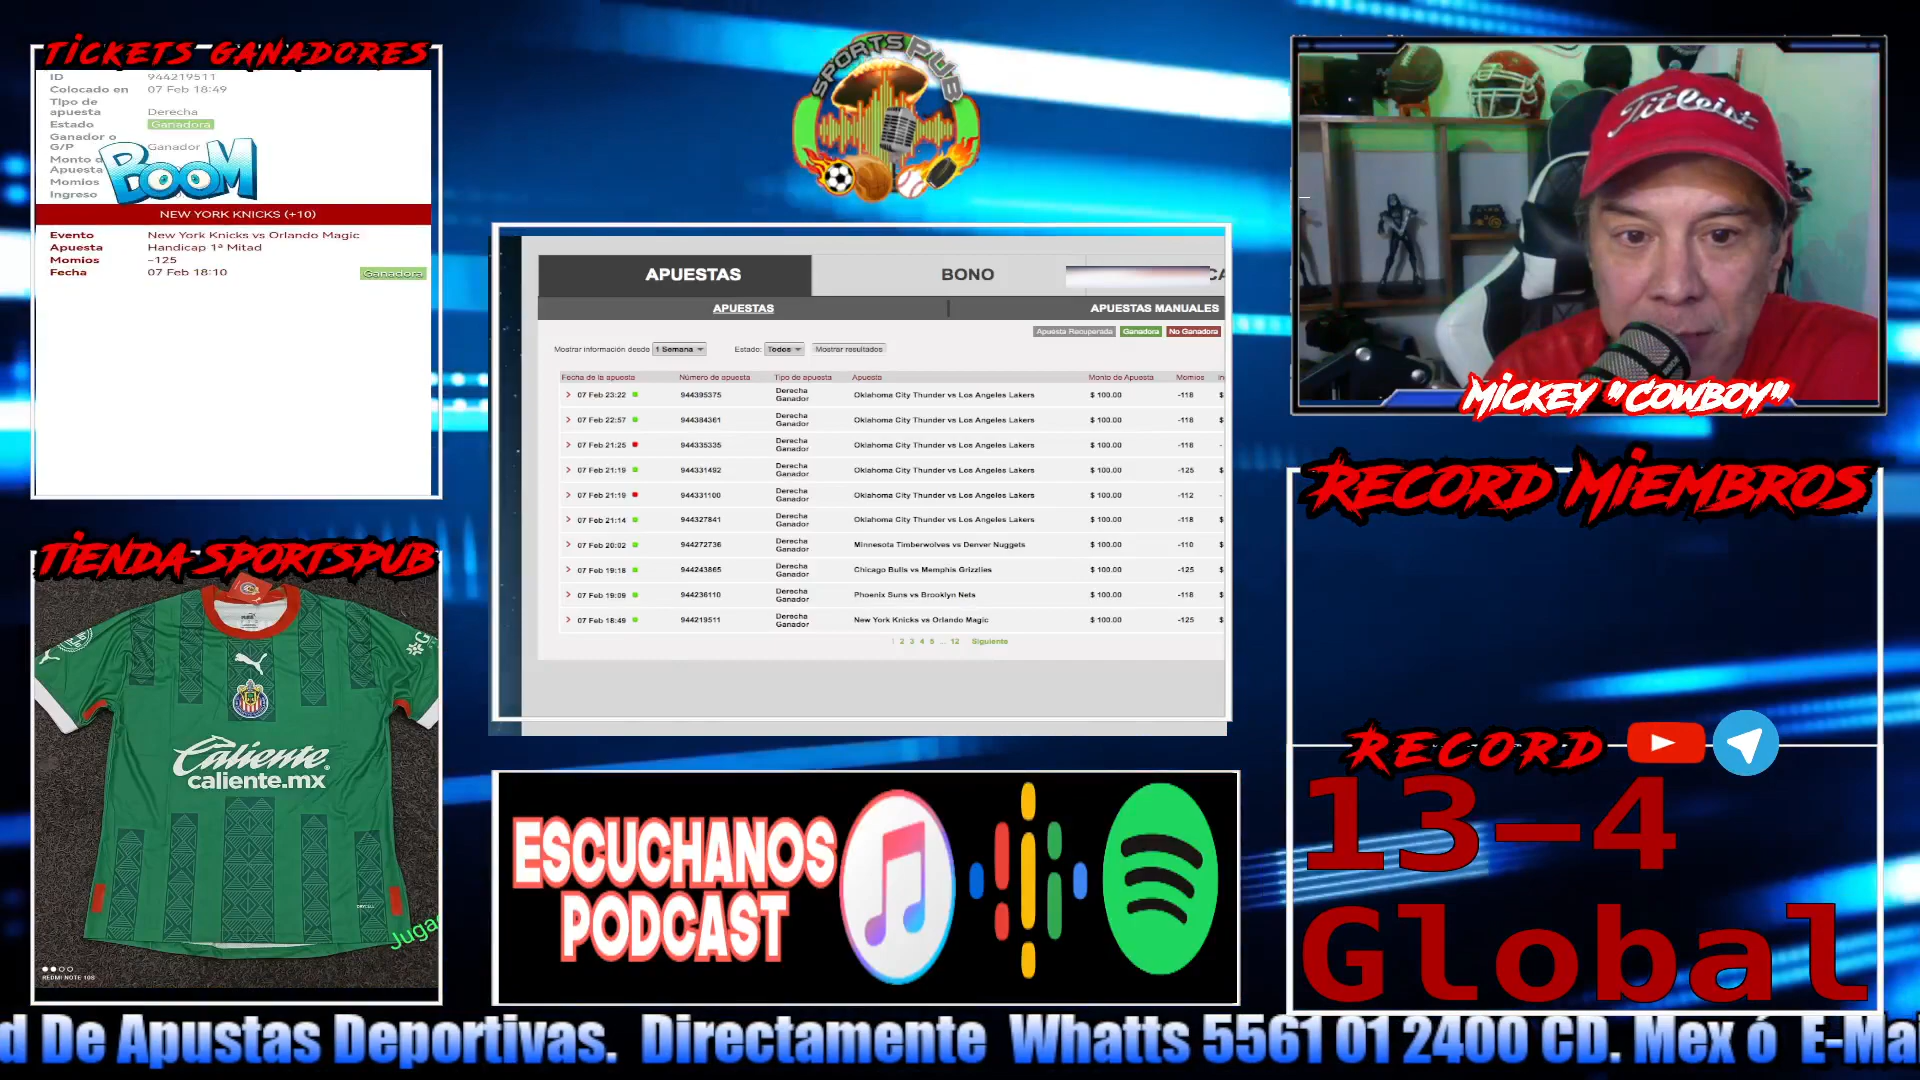 TICKETS GANADORES
ID 944219511
Colocado en 07 Feb 18:49
Tipo de apuesta Derecha
Estado Ganadora
Ganador o G/P Ganador
Monto d
Apuesta
Momios
Ingreso
BOOM
NEW YORK KNICKS (+10)
Evento New York Knicks vs Orlando Magic
Apuesta Handicap 1ª Mitad
Momios -125
Fecha 07 Feb 18:10 Ganadora
TIENDA SPORTSPUB
Caliente
caliente.mx
Juga
REDMI NOTE 10S
SPORTS PUB
APUESTAS BONO CA
APUESTAS APUESTAS MANUALES
Apuesta Recuperada Ganadora No Ganadora
Mostrar información desde 1 Semana Estado: Todos Mostrar resultados
Fecha de la apuesta Número de apuesta Tipo de apuesta Apuesta Monto de Apuesta Momios In
07 Feb 23:22 944395375 Derecha Ganador Oklahoma City Thunder vs Los Angeles Lakers $ 100.00 -118 $
07 Feb 22:57 944384361 Derecha Ganador Oklahoma City Thunder vs Los Angeles Lakers $ 100.00 -118 $
07 Feb 21:25 944335335 Derecha Ganador Oklahoma City Thunder vs Los Angeles Lakers $ 100.00 -118 -
07 Feb 21:19 944331492 Derecha Ganador Oklahoma City Thunder vs Los Angeles Lakers $ 100.00 -125 $
07 Feb 21:19 944331100 Derecha Ganador Oklahoma City Thunder vs Los Angeles Lakers $ 100.00 -112 -
07 Feb 21:14 944327841 Derecha Ganador Oklahoma City Thunder vs Los Angeles Lakers $ 100.00 -118 $
07 Feb 20:02 944272736 Derecha Ganador Minnesota Timberwolves vs Denver Nuggets $ 100.00 -110 $
07 Feb 19:18 944243865 Derecha Ganador Chicago Bulls vs Memphis Grizzlies $ 100.00 -125 $
07 Feb 19:09 944236110 Derecha Ganador Phoenix Suns vs Brooklyn Nets $ 100.00 -118 $
07 Feb 18:49 944219511 Derecha Ganador New York Knicks vs Orlando Magic $ 100.00 -125 $
1 2 3 4 5 ... 12 Siguiente
ESCUCHANOS
PODCAST
Titleist
MICKEY "COWBOY"
RECORD MIEMBROS
RECORD
13-4
Global
d De Apustas Deportivas. Directamente Whatts 5561 01 2400 CD. Mex ó E-Ma